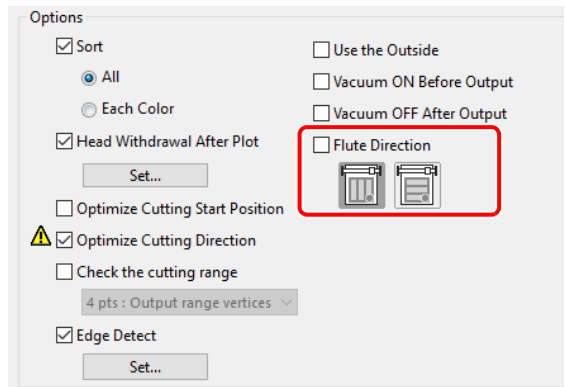 Options
Sort
All
Each Color
Head Withdrawal After Plot
Set...
Optimize Cutting Start Position
Optimize Cutting Direction
Check the cutting range
4 pts : Output range vertices
Edge Detect
Set...
Use the Outside
Vacuum ON Before Output
Vacuum OFF After Output
Flute Direction